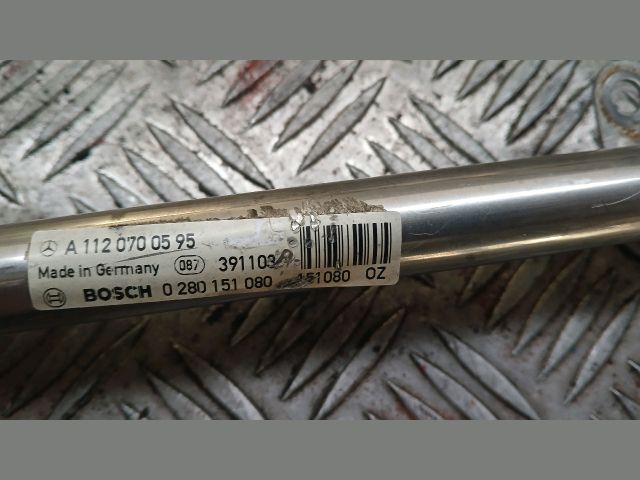 A 112 070 05 95
Made in Germany 087 391103
BOSCH 0 280 151 080 151080 OZ